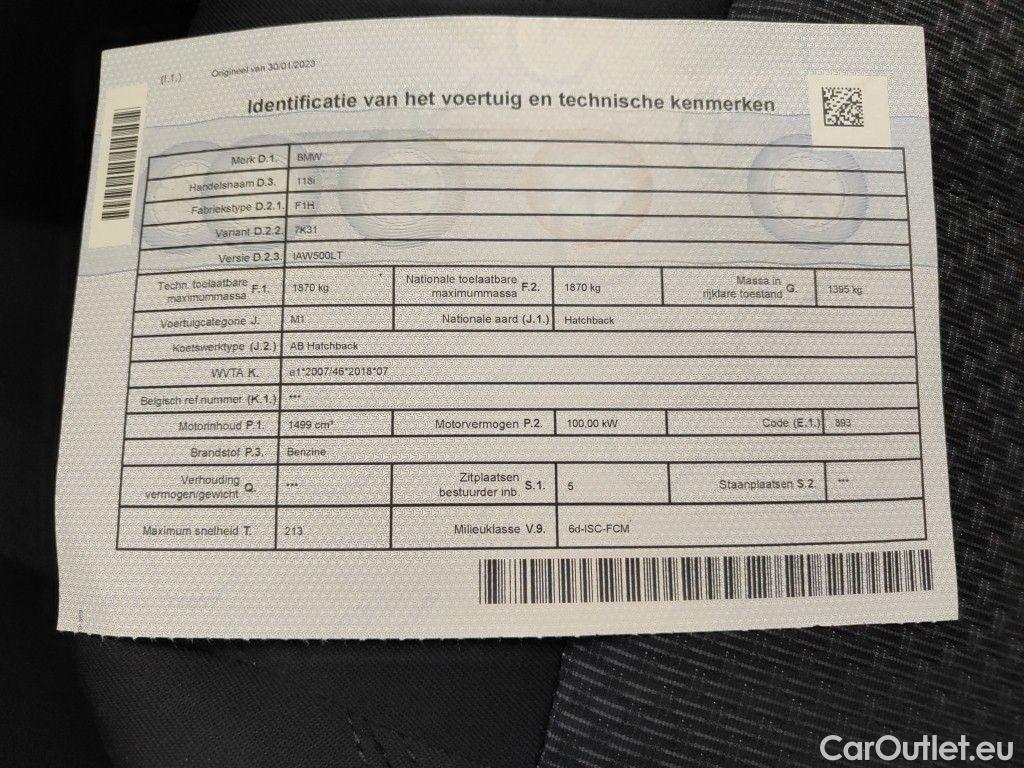 (I.1.) Origineel van 30/01/2023
Identificatie van het voertuig en technische kenmerken
Merk D.1. BMW
Handelsnaam D.3. 118i
Fabriekstype D.2.1. F1H
Variant D.2.2. 7K31
Versie D.2.3. IAW500LT
Techn. toelaatbare maximummassa F.1. 1870 kg Nationale toelaatbare maximummassa F.2. 1870 kg Massa in rijklare toestand G. 1395 kg
Voertuigcategorie J. M1 Nationale aard (J.1.) Hatchback
Koetswerktype (J.2.) AB Hatchback
WVTA K. e1*2007/46*2018*07
Belgisch ref.nummer (K.1.) ***
Motorinhoud P.1. 1499 cm³ Motorvermogen P.2. 100,00 kW Code (E.1.) 893
Brandstof P.3. Benzine
Verhouding vermogen/gewicht Q. *** Zitplaatsen bestuurder inb. S.1. 5 Staanplaatsen S.2. ***
Maximum snelheid T. 213 Milieuklasse V.9. 6d-ISC-FCM
CarOutlet.eu